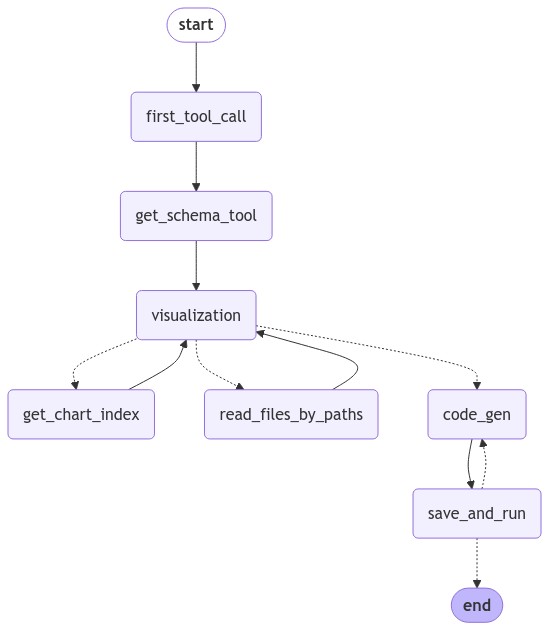 start
first_tool_call
get_schema_tool
visualization
get_chart_index
read_files_by_paths
code_gen
save_and_run
end